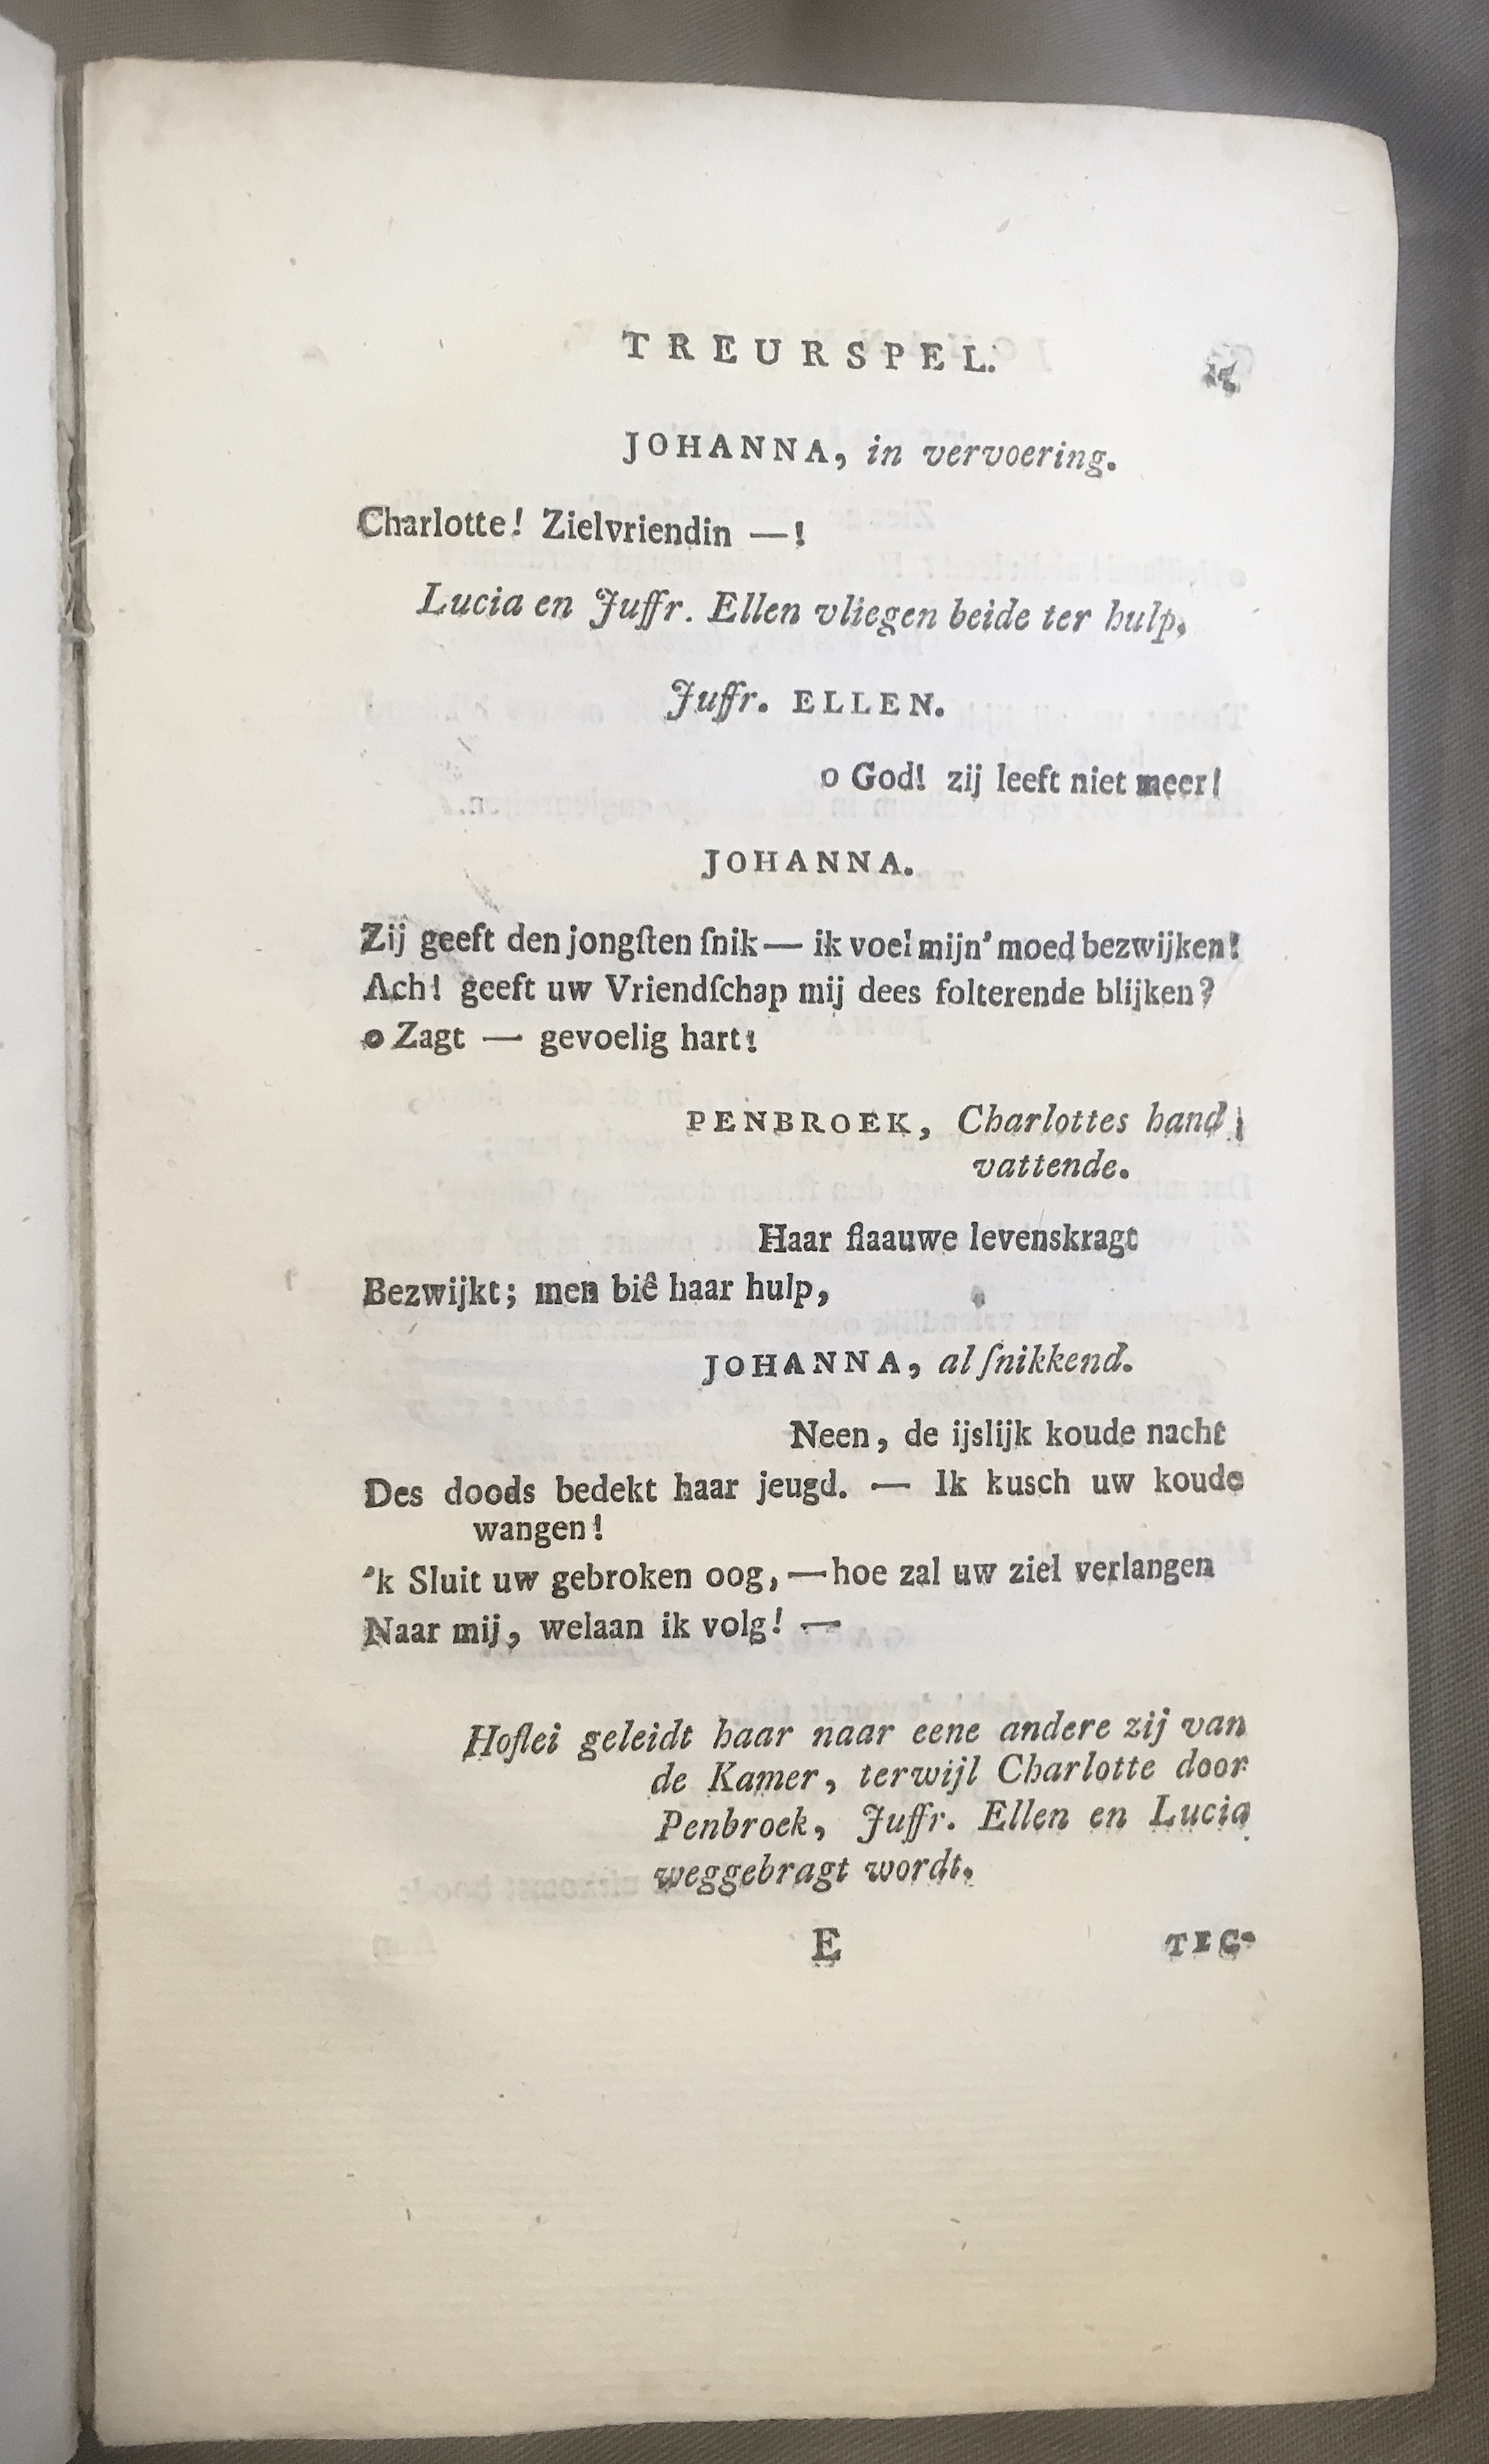 TREURSPEL.
JOHANNA, in vervoering.
Charlotte! Zielvriendin —!
Lucia en Juffr. Ellen vliegen beide ter hulp.
Juffr. ELLEN.
o God! zij leeft niet meer!
JOHANNA.
Zij geeft den jongſten ſnik — ik voel mijn' moed bezwijken!
Ach! geeft uw Vriendſchap mij dees folterende blijken?
o Zagt — gevoelig hart!
PENBROEK, Charlottes hand
vattende.
Haar flaauwe levenskragt
Bezwijkt; men biê haar hulp,
JOHANNA, al ſnikkend.
Neen, de ijslijk koude nacht
Des doods bedekt haar jeugd. — Ik kusch uw koude
wangen!
'k Sluit uw gebroken oog, — hoe zal uw ziel verlangen
Naar mij, welaan ik volg! —
Hoflei geleidt haar naar eene andere zij van
de Kamer, terwijl Charlotte door
Penbroek, Juffr. Ellen en Lucia
weggebragt wordt.
E